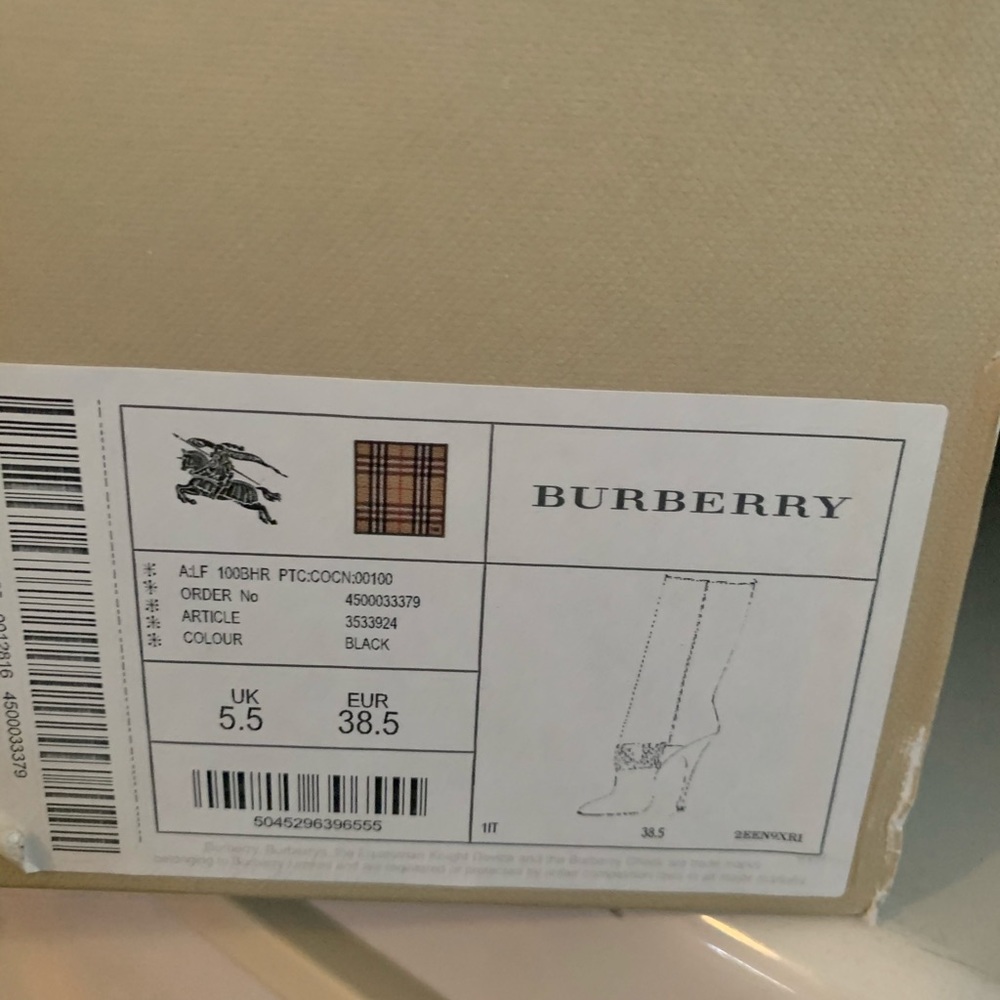 BURBERRY
A:LF 100BHR PTC:COCN:00100
ORDER No 4500033379
ARTICLE 3533924
COLOUR BLACK
UK EUR
5.5 38.5
5045296396555
1IT 38.5 2EEN9XR1
4500033379